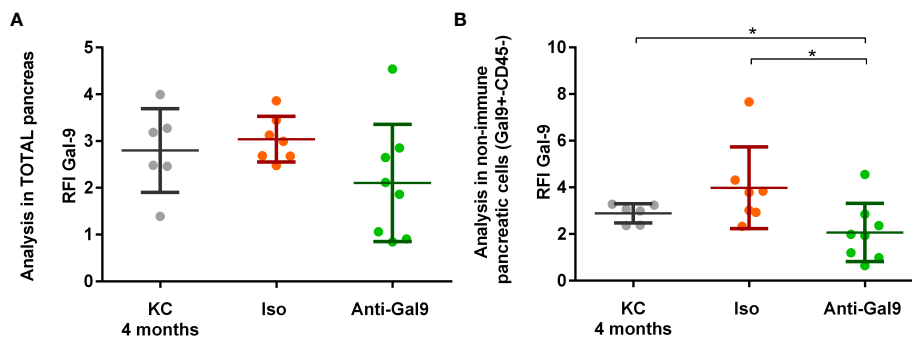 A
Analysis in TOTAL pancreas
RFI Gal-9
5
4
3
2
1
0
KC
4 months
Iso
Anti-Gal9
B
Analysis in non-immune
pancreatic cells (Gal9+-CD45-)
RFI Gal-9
10
8
6
4
2
0
*
*
KC
4 months
Iso
Anti-Gal9